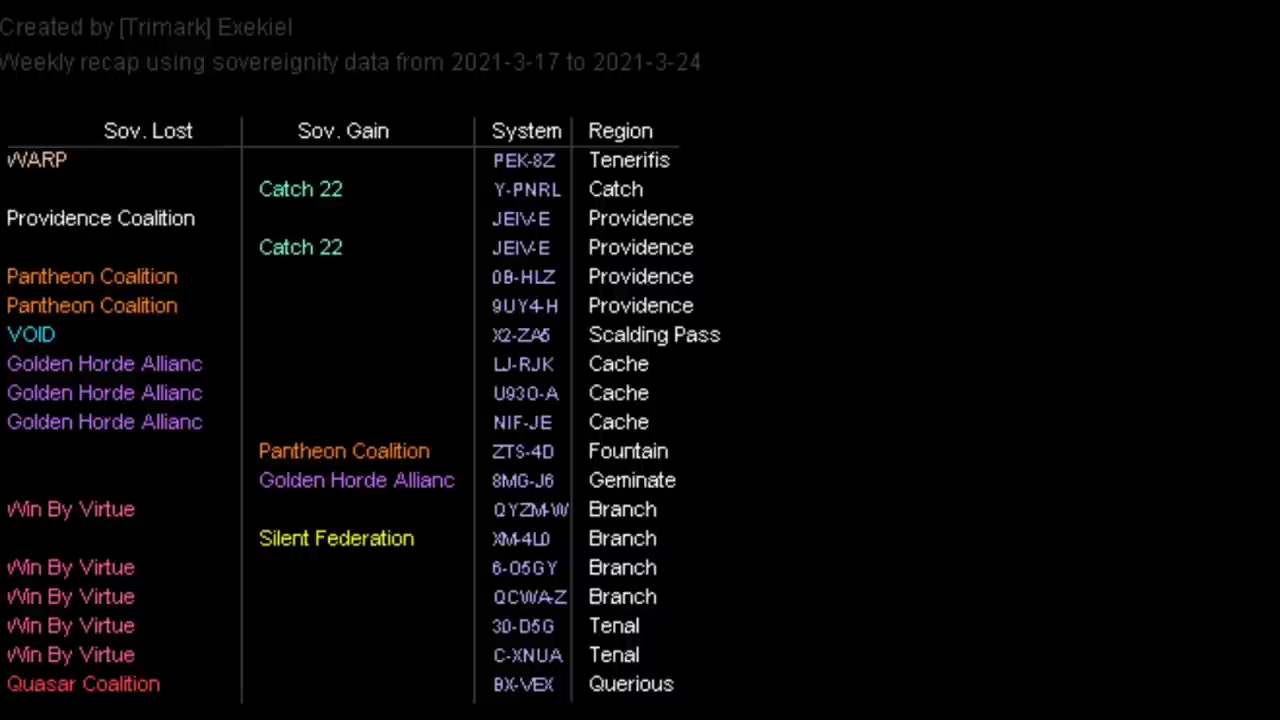 Created by [Trimark] Exekiel
Weekly recap using sovereignity data from 2021-3-17 to 2021-3-24
Sov. Lost Sov. Gain System Region
WARP PEK-8Z Tenerifis
Catch 22 Y-PNRL Catch
Providence Coalition JEIV-E Providence
Catch 22 JEIV-E Providence
Pantheon Coalition 0B-HLZ Providence
Pantheon Coalition 9UY4-H Providence
VOID X2-ZA5 Scalding Pass
Golden Horde Allianc LJ-RJK Cache
Golden Horde Allianc U93O-A Cache
Golden Horde Allianc NIF-JE Cache
Pantheon Coalition ZTS-4D Fountain
Golden Horde Allianc 8MG-J6 Geminate
Win By Virtue QYZM-W Branch
Silent Federation XM-4L0 Branch
Win By Virtue 6-O5GY Branch
Win By Virtue QCWA-Z Branch
Win By Virtue 30-D5G Tenal
Win By Virtue C-XNUA Tenal
Quasar Coalition BX-VEX Querious